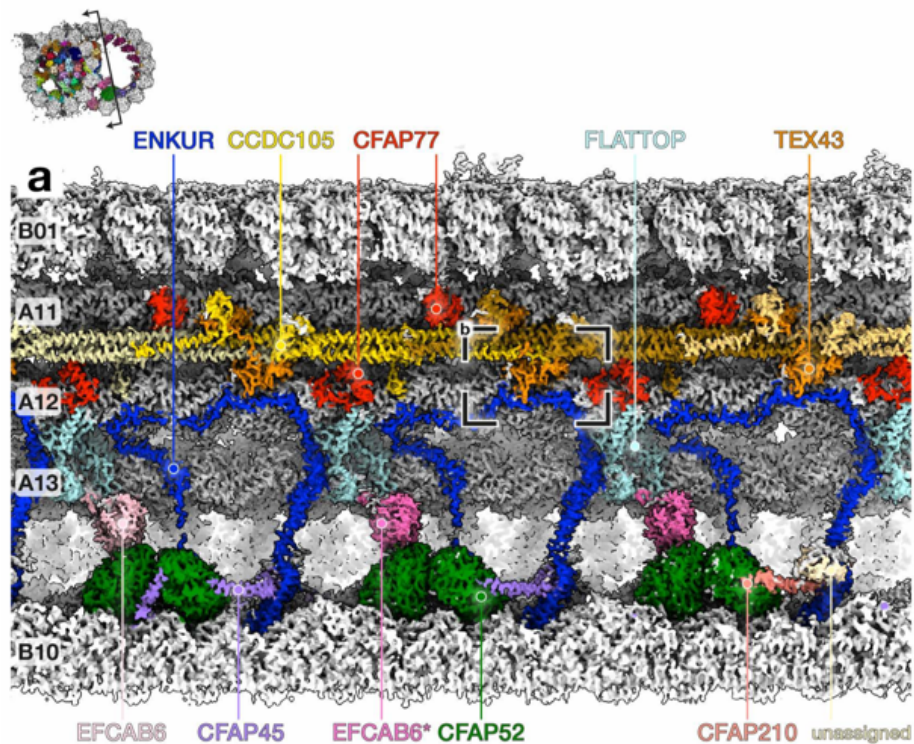 ENKUR CCDC105 CFAP77 FLATTOP TEX43
a
B01
A11
b
A12
A13
B10
EFCAB6 CFAP45 EFCAB6* CFAP52 CFAP210 unassigned